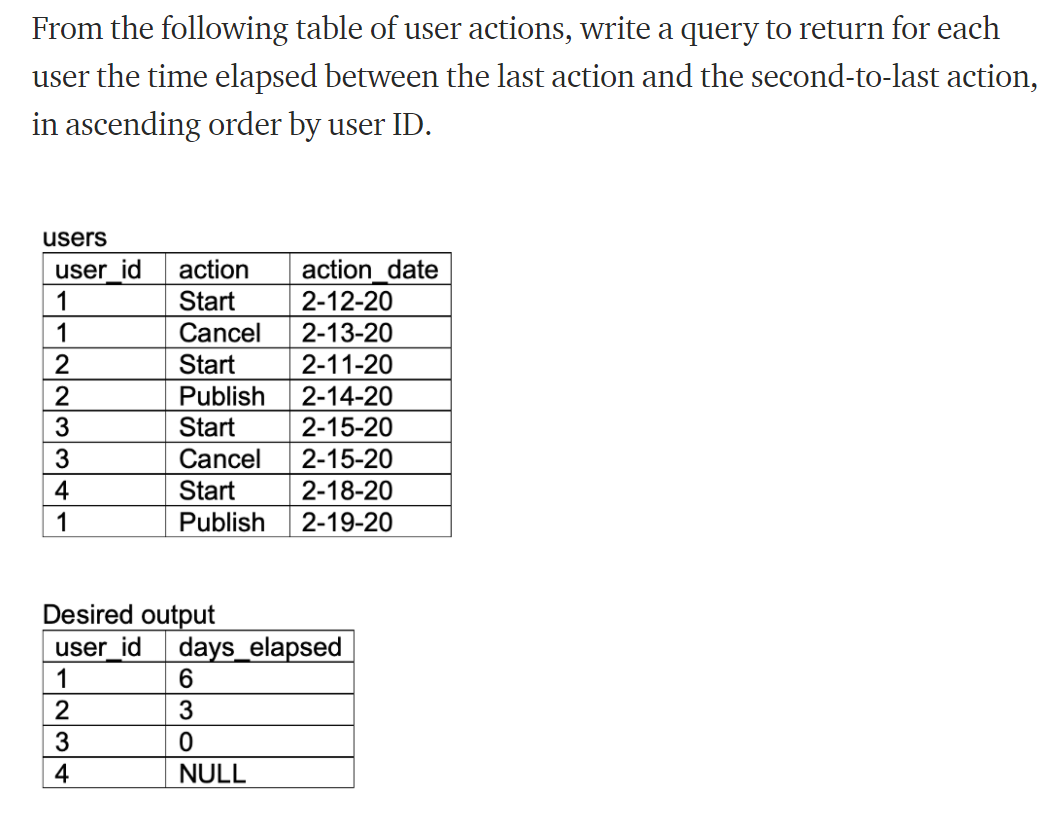 From the following table of user actions, write a query to return for each
user the time elapsed between the last action and the second-to-last action,
in ascending order by user ID.
users
user_id action action_date
1 Start 2-12-20
1 Cancel 2-13-20
2 Start 2-11-20
2 Publish 2-14-20
3 Start 2-15-20
3 Cancel 2-15-20
4 Start 2-18-20
1 Publish 2-19-20
Desired output
user_id days_elapsed
1 6
2 3
3 0
4 NULL